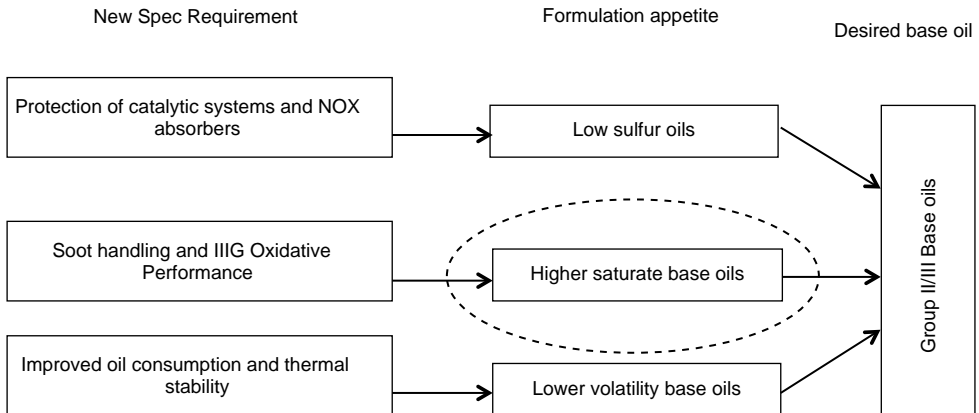 New Spec Requirement
Formulation appetite
Desired base oil
Protection of catalytic systems and NOX
absorbers
Low sulfur oils
Soot handling and IIIG Oxidative
Performance
Higher saturate base oils
Improved oil consumption and thermal
stability
Lower volatility base oils
Group II/III Base oils